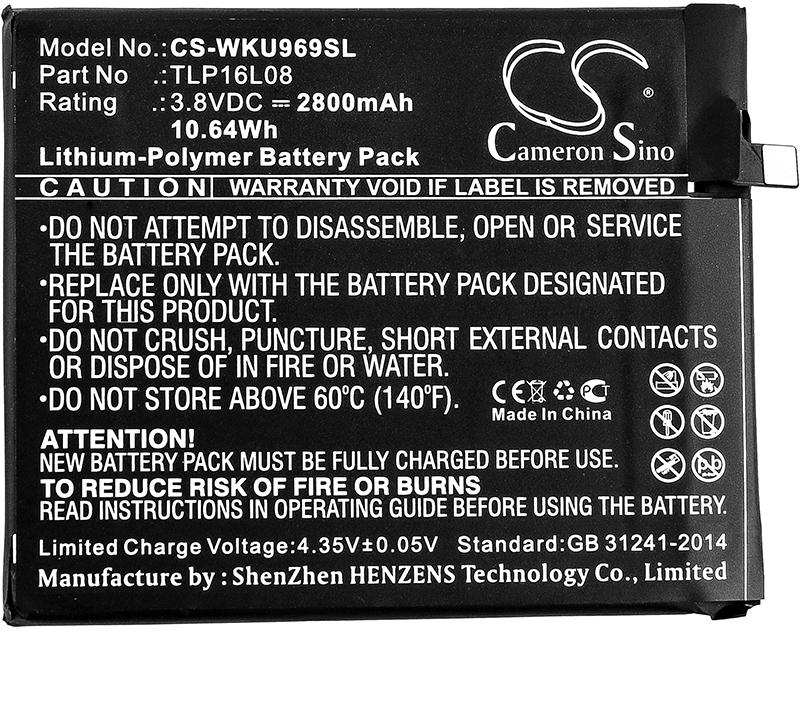 Model No.:CS-WKU969SL
Part No .:TLP16L08
Rating .:3.8VDC ⎓ 2800mAh
10.64Wh
Cameron Sino®
Lithium-Polymer Battery Pack
CAUTION WARRANTY VOID IF LABEL IS REMOVED
•DO NOT ATTEMPT TO DISASSEMBLE, OPEN OR SERVICE
THE BATTERY PACK.
•REPLACE ONLY WITH THE BATTERY PACK DESIGNATED
FOR THIS PRODUCT.
•DO NOT CRUSH, PUNCTURE, SHORT EXTERNAL CONTACTS
OR DISPOSE OF IN FIRE OR WATER.
•DO NOT STORE ABOVE 60ºC (140ºF).
CE PCT
Made In China
Pb
ATTENTION!
NEW BATTERY PACK MUST BE FULLY CHARGED BEFORE USE.
TO REDUCE RISK OF FIRE OR BURNS
READ INSTRUCTIONS IN OPERATING GUIDE BEFORE USING THE BATTERY.
Limited Charge Voltage:4.35V±0.05V Standard:GB 31241-2014
Manufacture by : ShenZhen HENZENS Technology Co., Limited